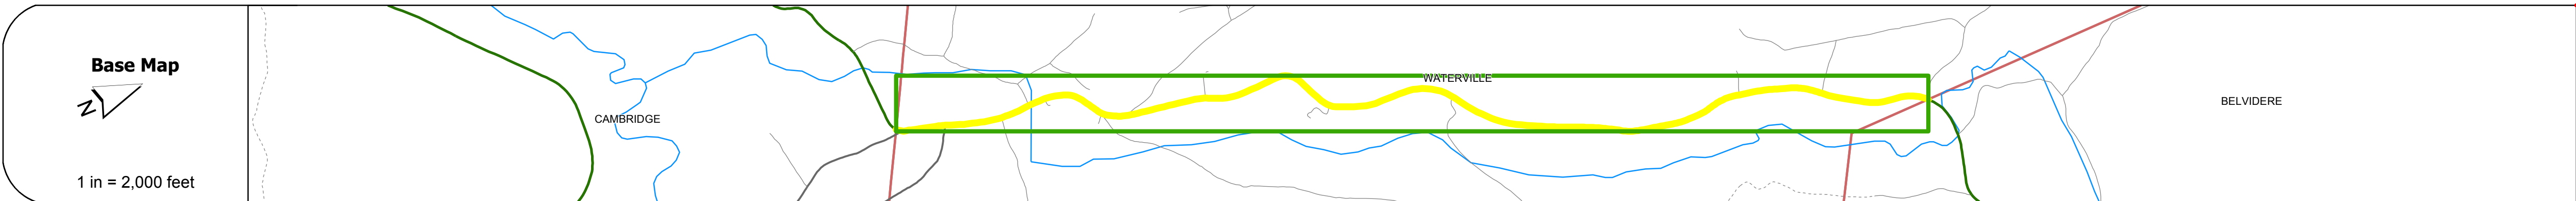 Base Map
N
1 in = 2,000 feet
CAMBRIDGE
WATERVILLE
BELVIDERE